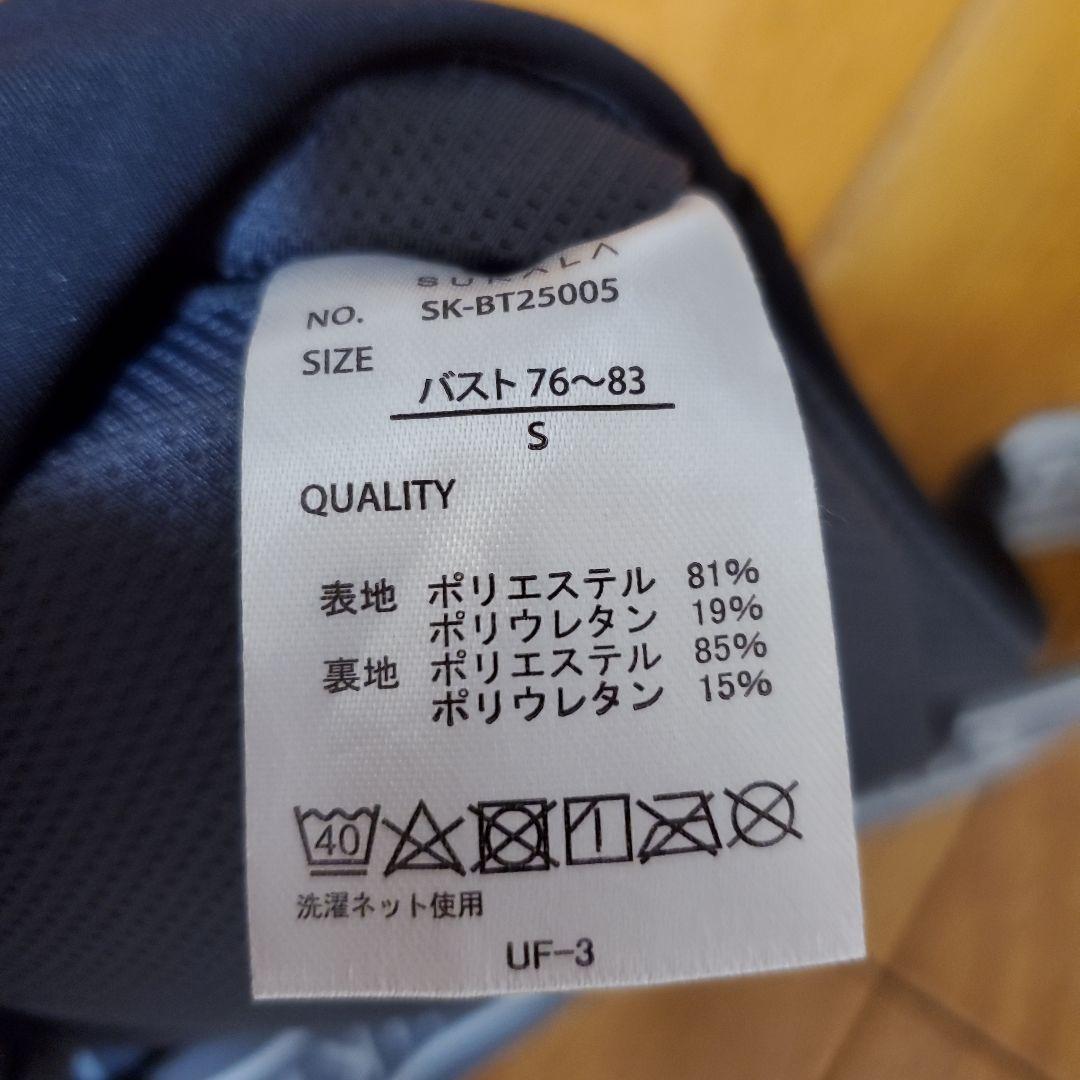 NO. SK-BT25005
SIZE
バスト 76～83
S
QUALITY
表地 ポリエステル 81%
ポリウレタン 19%
裏地 ポリエステル 85%
ポリウレタン 15%
40
洗濯ネット使用
UF-3